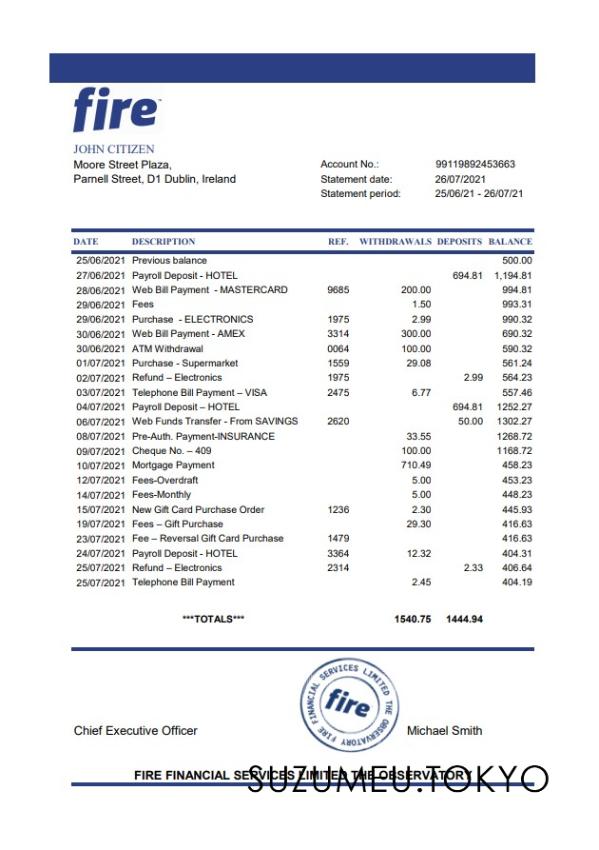 fire™
JOHN CITIZEN
Moore Street Plaza,
Parnell Street, D1 Dublin, Ireland
Account No.: 99119892453663
Statement date: 26/07/2021
Statement period: 25/06/21 - 26/07/21
DATE DESCRIPTION REF. WITHDRAWALS DEPOSITS BALANCE
25/06/2021 Previous balance 500.00
27/06/2021 Payroll Deposit - HOTEL 694.81 1,194.81
28/06/2021 Web Bill Payment - MASTERCARD 9685 200.00 994.81
29/06/2021 Fees 1.50 993.31
29/06/2021 Purchase - ELECTRONICS 1975 2.99 990.32
30/06/2021 Web Bill Payment - AMEX 3314 300.00 690.32
30/06/2021 ATM Withdrawal 0064 100.00 590.32
01/07/2021 Purchase - Supermarket 1559 29.08 561.24
02/07/2021 Refund – Electronics 1975 2.99 564.23
03/07/2021 Telephone Bill Payment – VISA 2475 6.77 557.46
04/07/2021 Payroll Deposit – HOTEL 694.81 1252.27
06/07/2021 Web Funds Transfer - From SAVINGS 2620 50.00 1302.27
08/07/2021 Pre-Auth. Payment-INSURANCE 33.55 1268.72
09/07/2021 Cheque No. – 409 100.00 1168.72
10/07/2021 Mortgage Payment 710.49 458.23
12/07/2021 Fees-Overdraft 5.00 453.23
14/07/2021 Fees-Monthly 5.00 448.23
15/07/2021 New Gift Card Purchase Order 1236 2.30 445.93
19/07/2021 Fees – Gift Purchase 29.30 416.63
23/07/2021 Fee – Reversal Gift Card Purchase 1479 416.63
24/07/2021 Payroll Deposit - HOTEL 3364 12.32 404.31
25/07/2021 Refund – Electronics 2314 2.33 406.64
25/07/2021 Telephone Bill Payment 2.45 404.19
***TOTALS*** 1540.75 1444.94
FIRE FINANCIAL SERVICES LIMITED THE OBSERVATORY
fire
Chief Executive Officer Michael Smith
FIRE FINANCIAL SERVICES LIMITED THE OBSERVATORY
SUZUMEU.TOKYO